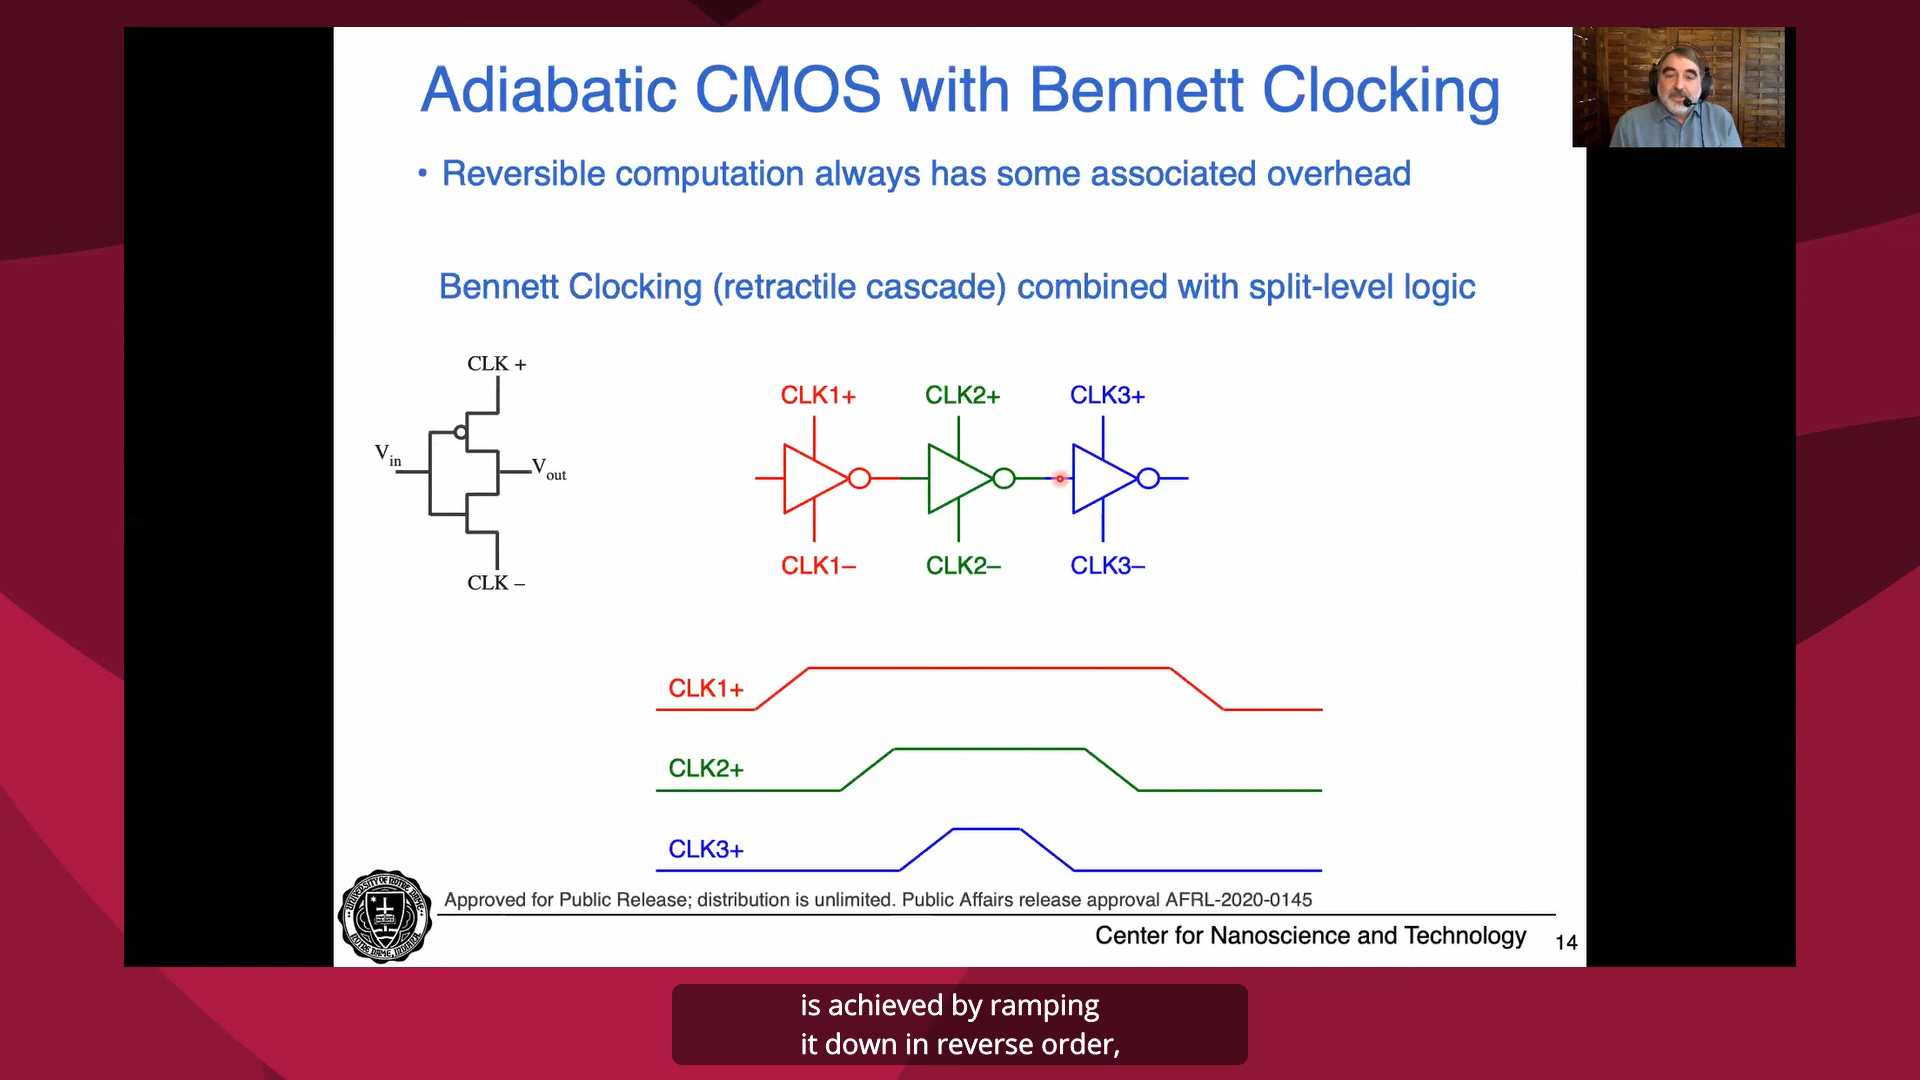 Adiabatic CMOS with Bennett Clocking
• Reversible computation always has some associated overhead
Bennett Clocking (retractile cascade) combined with split-level logic
CLK +
Vin
Vout
CLK –
CLK1+ CLK2+ CLK3+
CLK1– CLK2– CLK3–
CLK1+
CLK2+
CLK3+
Approved for Public Release; distribution is unlimited. Public Affairs release approval AFRL-2020-0145
Center for Nanoscience and Technology 14
is achieved by ramping
it down in reverse order,